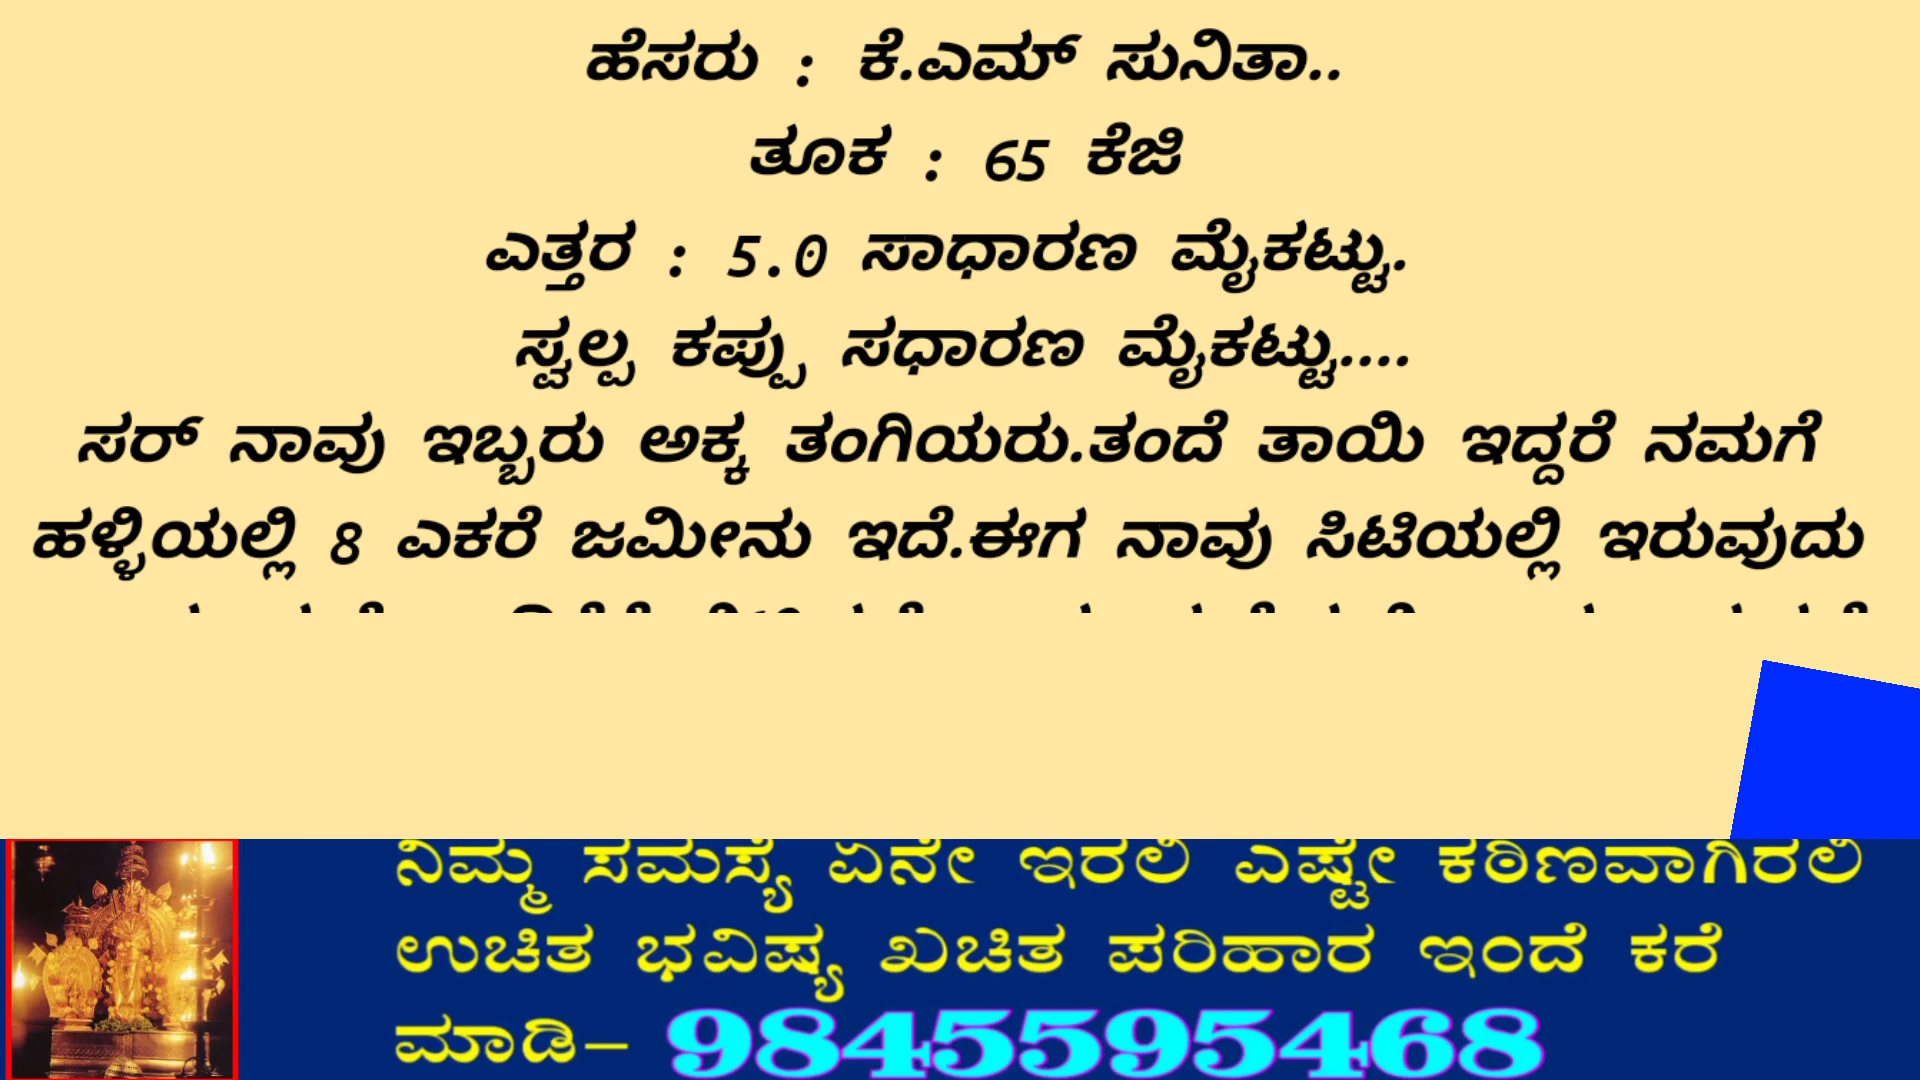 ಹೆಸರು : ಕೆ.ಎಮ್ ಸುನಿತಾ..
ತೂಕ : 65 ಕೆಜಿ
ಎತ್ತರ : 5.0 ಸಾಧಾರಣ ಮೈಕಟ್ಟು.
ಸ್ವಲ್ಪ ಕಪ್ಪು ಸಧಾರಣ ಮೈಕಟ್ಟು....
ಸರ್ ನಾವು ಇಬ್ಬರು ಅಕ್ಕ ತಂಗಿಯರು.ತಂದೆ ತಾಯಿ ಇದ್ದರೆ ನಮಗೆ
ಹಳ್ಳಿಯಲ್ಲಿ 8 ಎಕರೆ ಜಮೀನು ಇದೆ.ಈಗ ನಾವು ಸಿಟಿಯಲ್ಲಿ ಇರುವುದು
ನಿಮ್ಮ ಸಮಸ್ಯೆ ಏನೇ ಇರಲಿ ಎಷ್ಟೇ ಕಠಿಣವಾಗಿರಲಿ
ಉಚಿತ ಭವಿಷ್ಯ ಖಚಿತ ಪರಿಹಾರ ಇಂದೆ ಕರೆ
ಮಾಡಿ– 9845595468